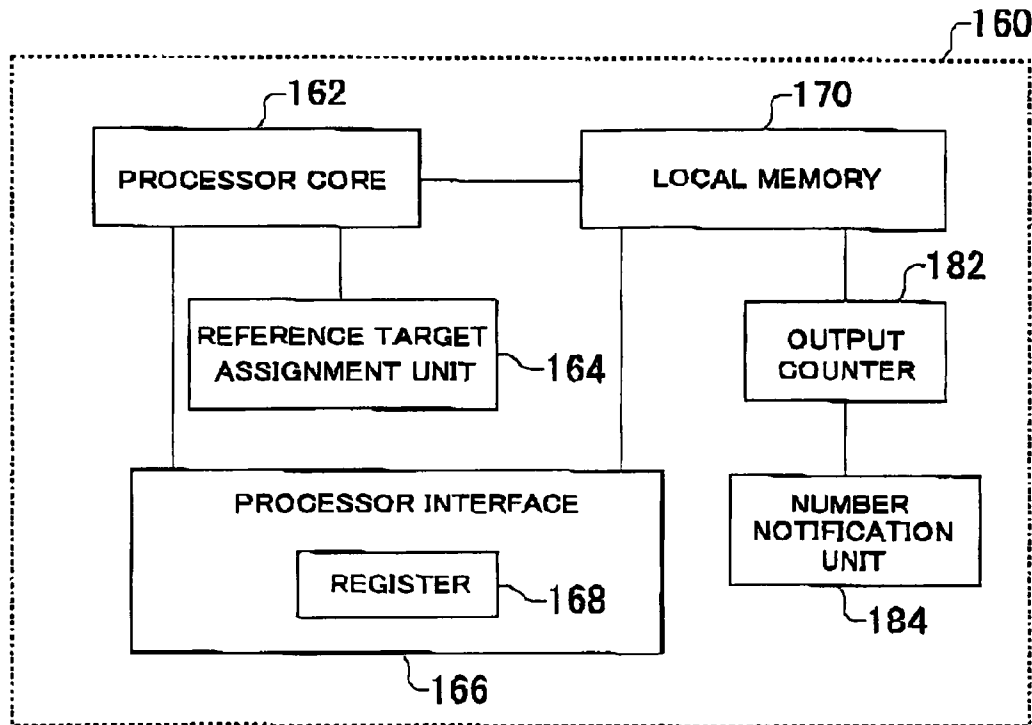 160
162
PROCESSOR CORE
170
LOCAL MEMORY
REFERENCE TARGET
ASSIGNMENT UNIT
164
182
OUTPUT
COUNTER
PROCESSOR INTERFACE
REGISTER
168
166
NUMBER
NOTIFICATION
UNIT
184